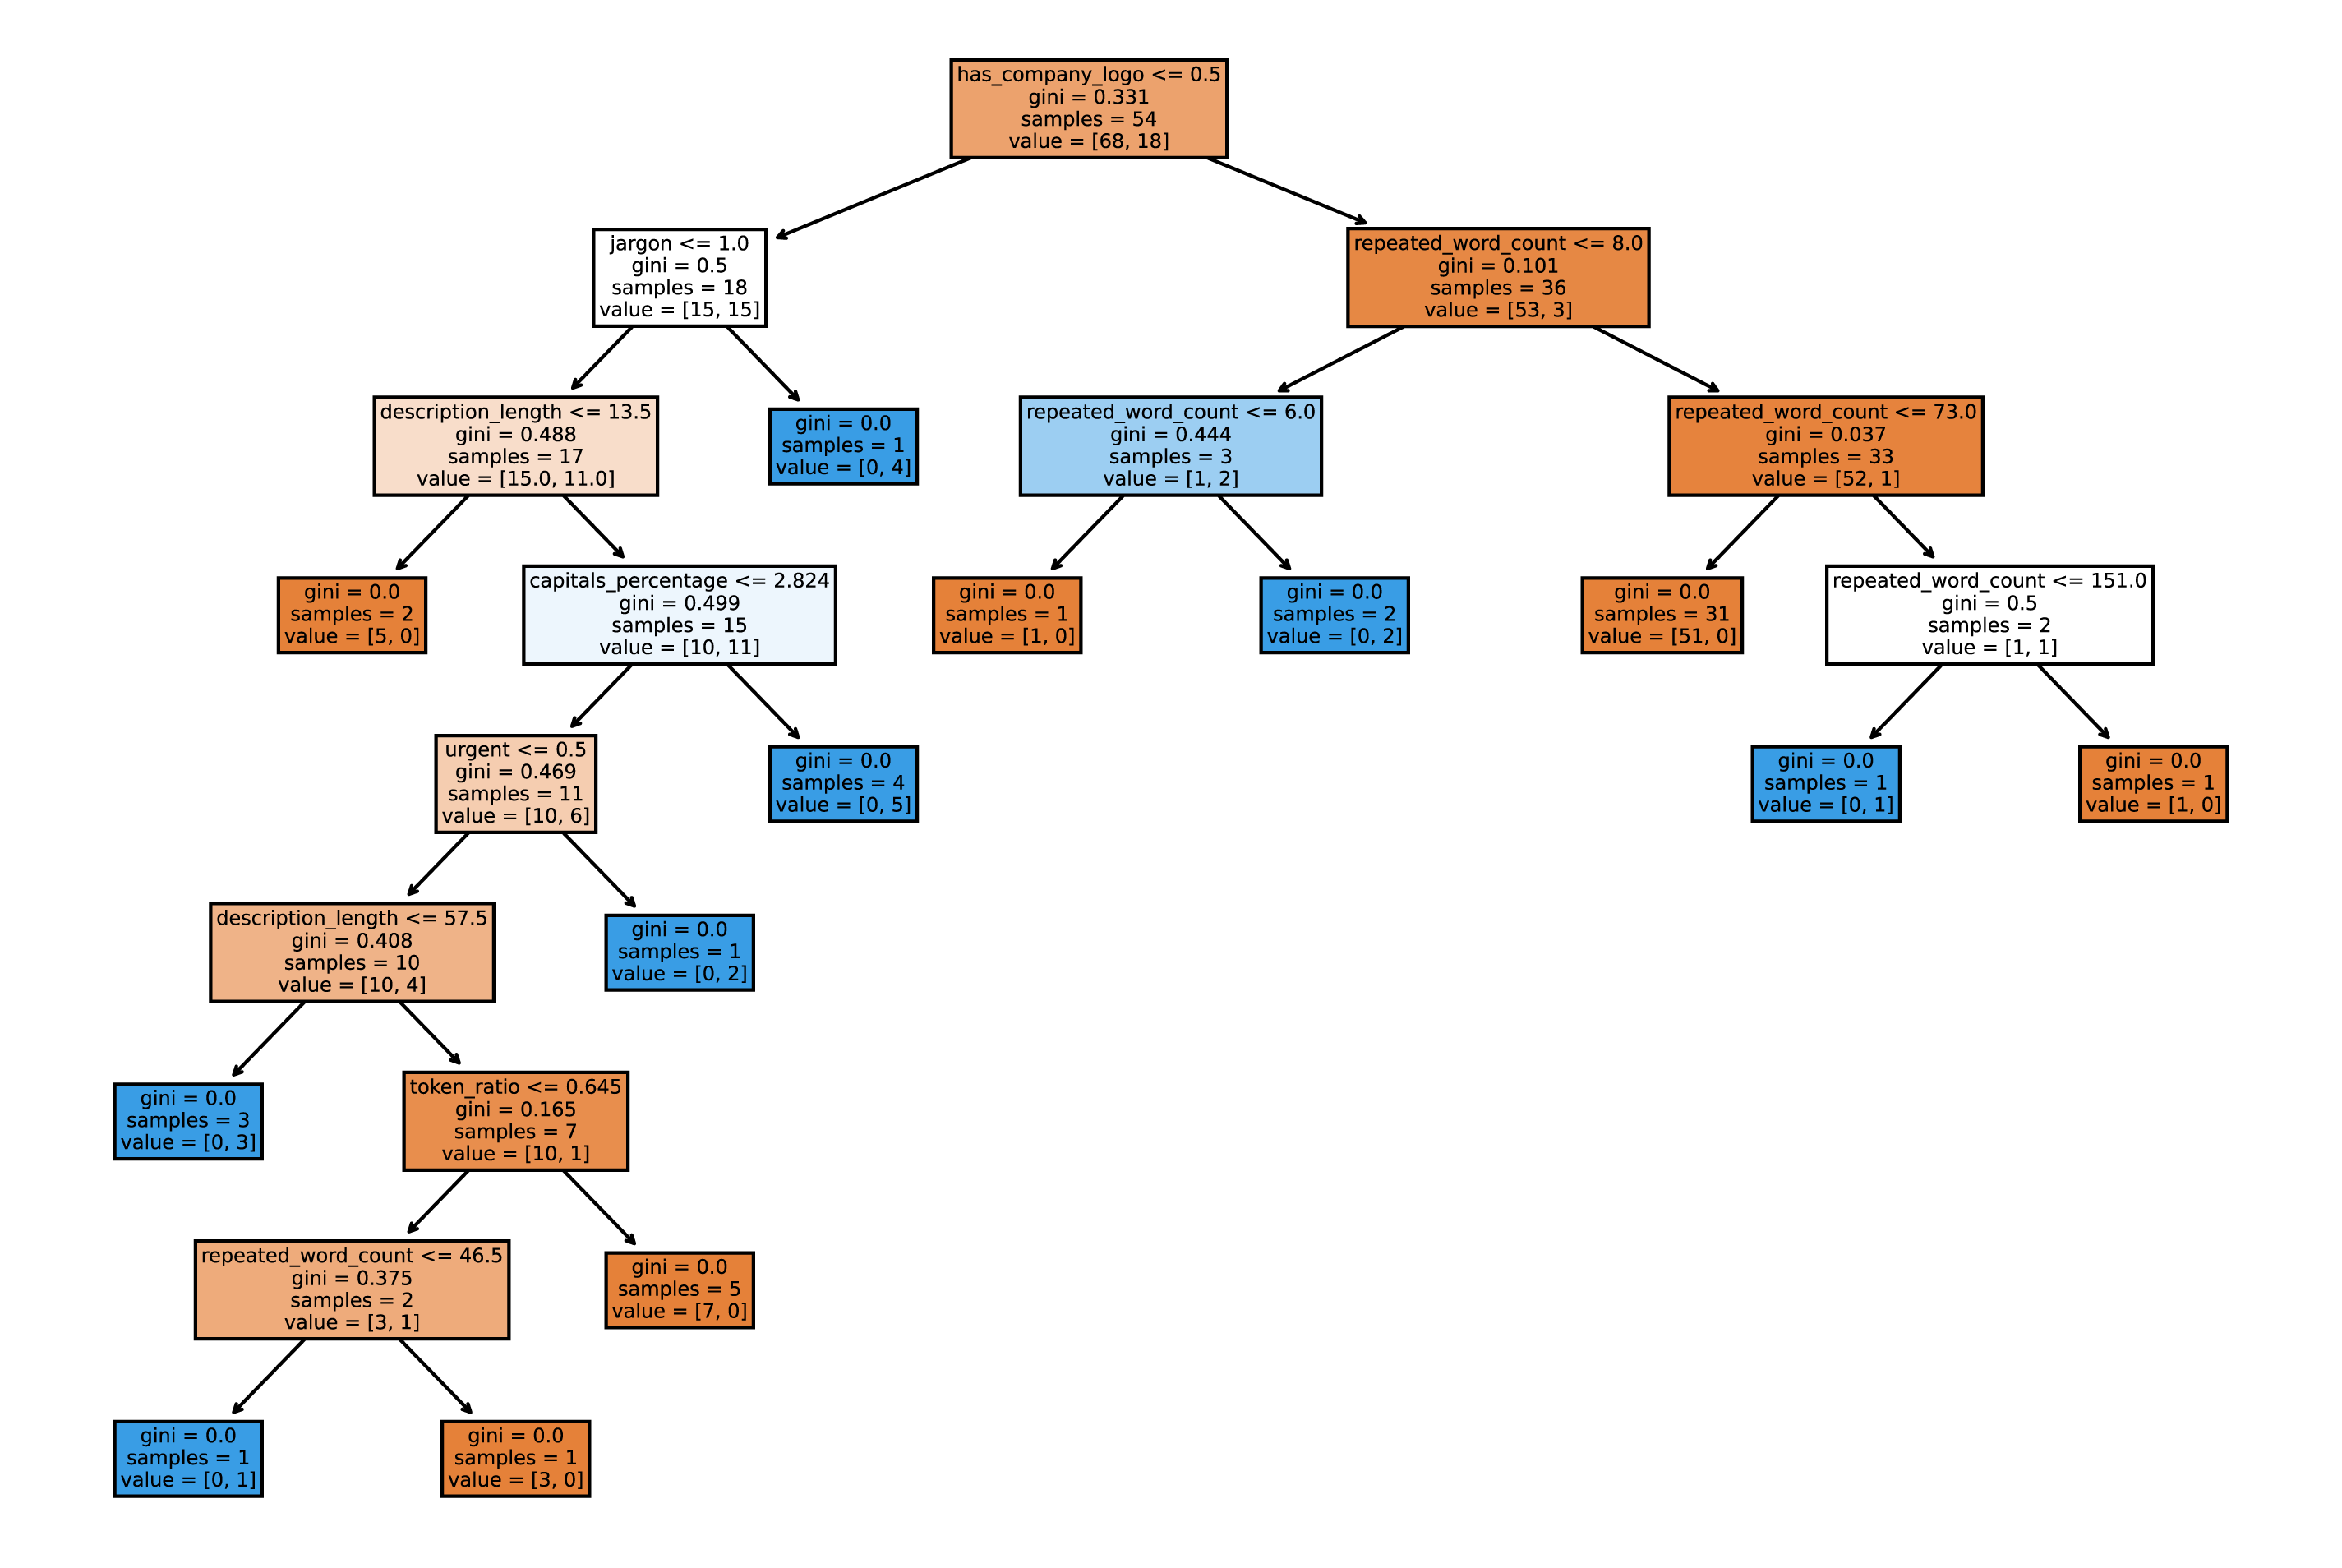 has_company_logo <= 0.5
gini = 0.331
samples = 54
value = [68, 18]
jargon <= 1.0
gini = 0.5
samples = 18
value = [15, 15]
repeated_word_count <= 8.0
gini = 0.101
samples = 36
value = [53, 3]
description_length <= 13.5
gini = 0.488
samples = 17
value = [15.0, 11.0]
gini = 0.0
samples = 1
value = [0, 4]
repeated_word_count <= 6.0
gini = 0.444
samples = 3
value = [1, 2]
repeated_word_count <= 73.0
gini = 0.037
samples = 33
value = [52, 1]
gini = 0.0
samples = 2
value = [5, 0]
capitals_percentage <= 2.824
gini = 0.499
samples = 15
value = [10, 11]
gini = 0.0
samples = 1
value = [1, 0]
gini = 0.0
samples = 2
value = [0, 2]
gini = 0.0
samples = 31
value = [51, 0]
repeated_word_count <= 151.0
gini = 0.5
samples = 2
value = [1, 1]
urgent <= 0.5
gini = 0.469
samples = 11
value = [10, 6]
gini = 0.0
samples = 4
value = [0, 5]
gini = 0.0
samples = 1
value = [0, 1]
gini = 0.0
samples = 1
value = [1, 0]
description_length <= 57.5
gini = 0.408
samples = 10
value = [10, 4]
gini = 0.0
samples = 1
value = [0, 2]
gini = 0.0
samples = 3
value = [0, 3]
token_ratio <= 0.645
gini = 0.165
samples = 7
value = [10, 1]
repeated_word_count <= 46.5
gini = 0.375
samples = 2
value = [3, 1]
gini = 0.0
samples = 5
value = [7, 0]
gini = 0.0
samples = 1
value = [0, 1]
gini = 0.0
samples = 1
value = [3, 0]